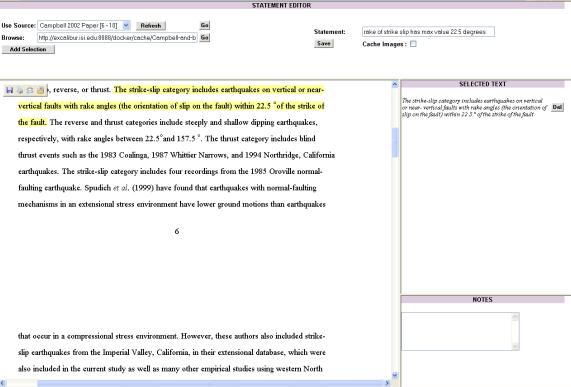 STATEMENT EDITOR
Use Source: Campbell 2002 Paper [6 - 10] Refresh Go
Browse: http://excalibur.isi.edu:8888/docker/cache/Campbell-and-b Go
Add Selection
Statement: rake of strike slip has max value 22.5 degrees
Save Cache Images :
, reverse, or thrust. The strike-slip category includes earthquakes on vertical or near-
vertical faults with rake angles (the orientation of slip on the fault) within 22.5 °of the strike of
the fault. The reverse and thrust categories include steeply and shallow dipping earthquakes,
respectively, with rake angles between 22.5°and 157.5 °. The thrust category includes blind
thrust events such as the 1983 Coalinga, 1987 Whittier Narrows, and 1994 Northridge, California
earthquakes. The strike-slip category includes four recordings from the 1985 Oroville normal-
faulting earthquake. Spudich et al. (1999) have found that earthquakes with normal-faulting
mechanisms in an extensional stress environment have lower ground motions than earthquakes
6
that occur in a compressional stress environment. However, these authors also included strike-
slip earthquakes from the Imperial Valley, California, in their extensional database, which were
also included in the current study as well as many other empirical studies using western North
SELECTED TEXT
The strike-slip category includes earthquakes on vertical
or near- vertical faults with rake angles (the orientation of Del
slip on the fault) within 22.5 ° of the strike of the fault
NOTES